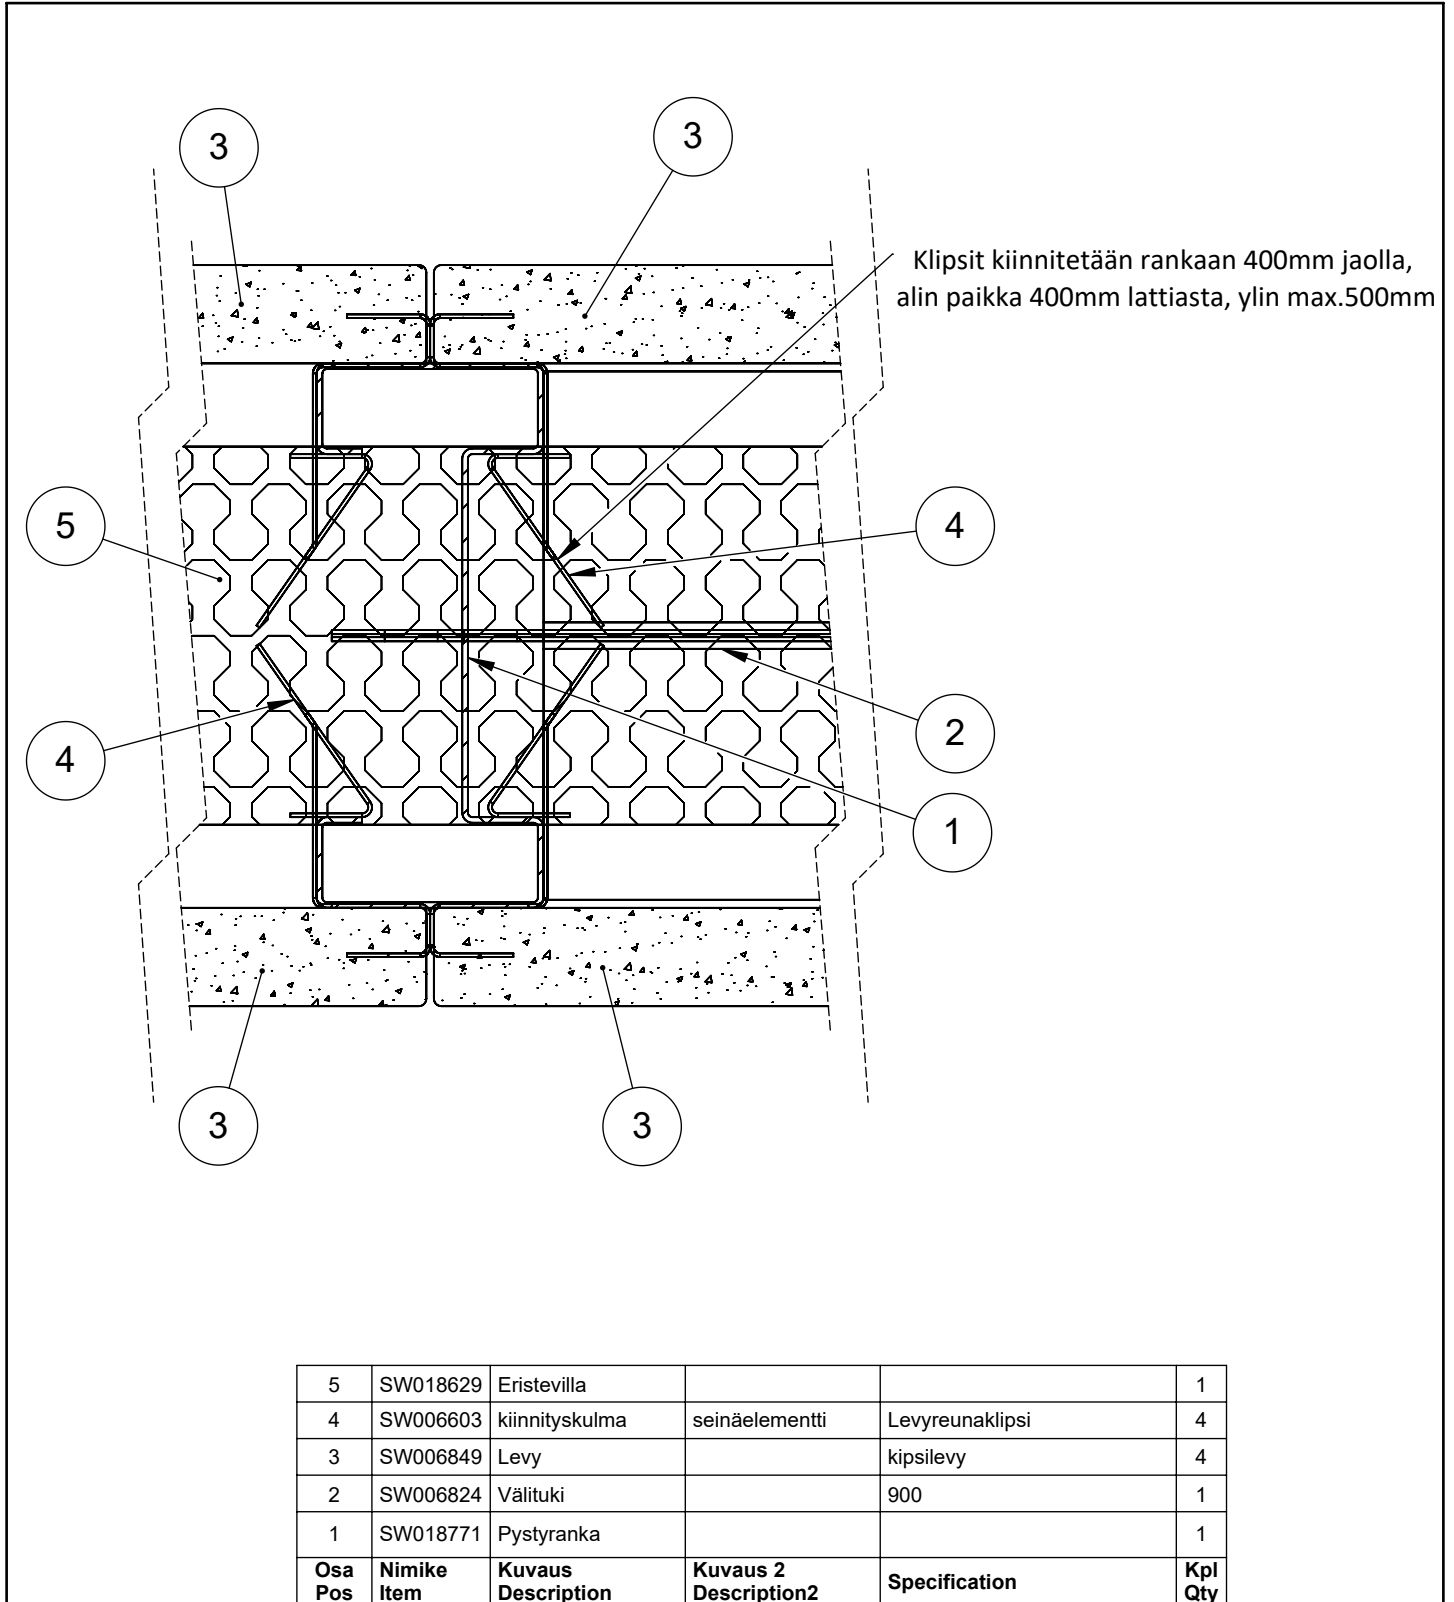 3
3
Klipsit kiinnitetään rankaan 400mm jaolla,
alin paikka 400mm lattiasta, ylin max.500mm
5
4
2
4
1
3
3
5 SW018629 Eristevilla 1
4 SW006603 kiinnityskulma seinäelementti Levyreunaklipsi 4
3 SW006849 Levy kipsilevy 4
2 SW006824 Välituki 900 1
1 SW018771 Pystyranka 1
Osa Nimike Kuvaus Kuvaus 2 Specification Kpl
Pos Item Description Description2 Qty